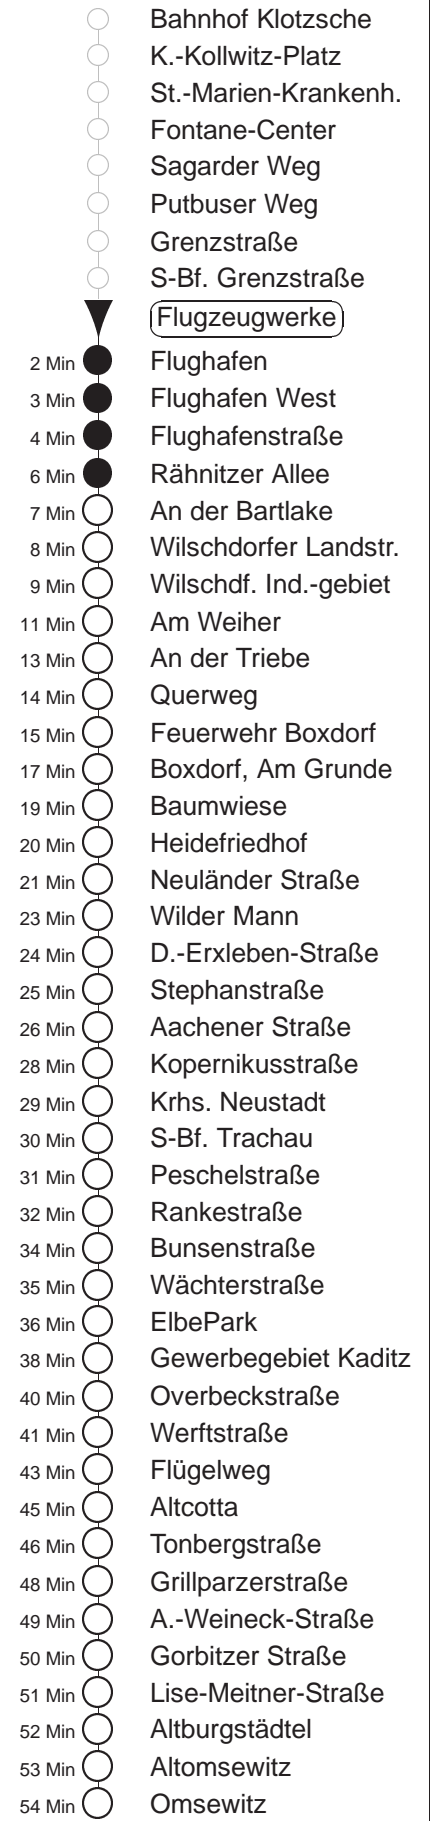 Bahnhof Klotzsche
K.-Kollwitz-Platz
St.-Marien-Krankenh.
Fontane-Center
Sagarder Weg
Putbuser Weg
Grenzstraße
S-Bf. Grenzstraße
Flugzeugwerke
2 Min Flughafen
3 Min Flughafen West
4 Min Flughafenstraße
6 Min Rähnitzer Allee
7 Min An der Bartlake
8 Min Wilschdorfer Landstr.
9 Min Wilschdf. Ind.-gebiet
11 Min Am Weiher
13 Min An der Triebe
14 Min Querweg
15 Min Feuerwehr Boxdorf
17 Min Boxdorf, Am Grunde
19 Min Baumwiese
20 Min Heidefriedhof
21 Min Neuländer Straße
23 Min Wilder Mann
24 Min D.-Erxleben-Straße
25 Min Stephanstraße
26 Min Aachener Straße
28 Min Kopernikusstraße
29 Min Krhs. Neustadt
30 Min S-Bf. Trachau
31 Min Peschelstraße
32 Min Rankestraße
34 Min Bunsenstraße
35 Min Wächterstraße
36 Min ElbePark
38 Min Gewerbegebiet Kaditz
40 Min Overbeckstraße
41 Min Werftstraße
43 Min Flügelweg
45 Min Altcotta
46 Min Tonbergstraße
48 Min Grillparzerstraße
49 Min A.-Weineck-Straße
50 Min Gorbitzer Straße
51 Min Lise-Meitner-Straße
52 Min Altburgstädtel
53 Min Altomsewitz
54 Min Omsewitz